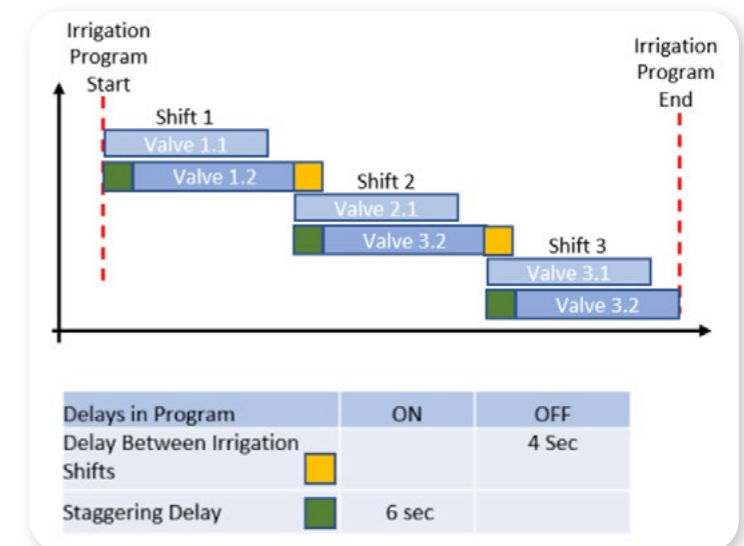 Irrigation
Program
Start
Irrigation
Program
End
Shift 1
Valve 1.1
Valve 1.2
Shift 2
Valve 2.1
Valve 3.2
Shift 3
Valve 3.1
Valve 3.2
Delays in Program ON OFF
Delay Between Irrigation 4 Sec
Shifts
Staggering Delay 6 sec